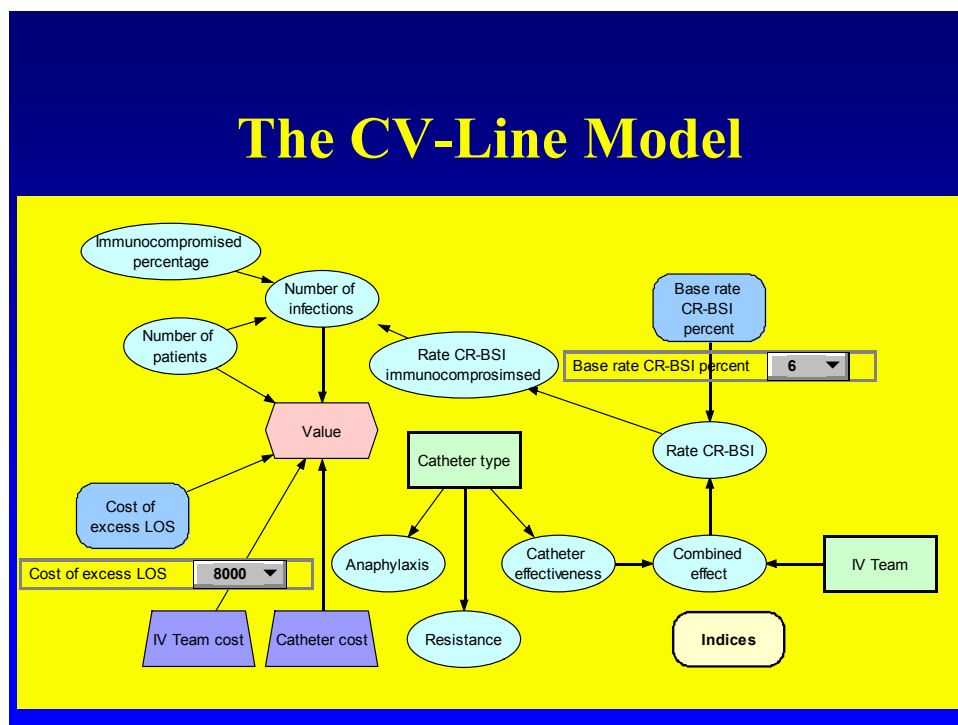 The CV-Line Model
Immunocompromised
percentage
Number of
infections
Base rate
CR-BSI
percent
Number of
patients
Rate CR-BSI
immunocomprosimsed
Base rate CR-BSI percent 6
Value
Catheter type
Rate CR-BSI
Cost of
excess LOS
Anaphylaxis
Catheter
effectiveness
Combined
effect
IV Team
Cost of excess LOS 8000
IV Team cost
Catheter cost
Resistance
Indices